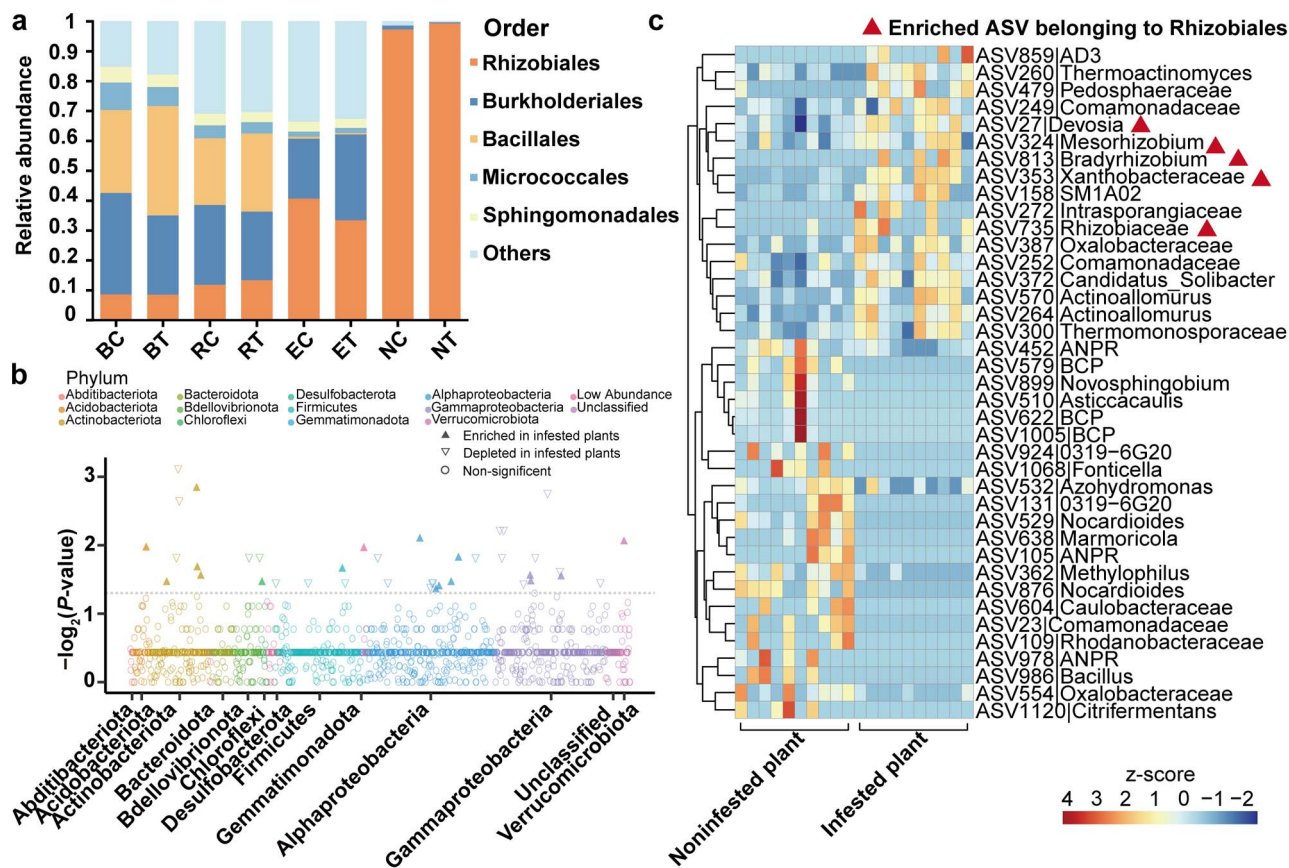 a
Relative abundance
1
0.9
0.8
0.7
0.6
0.5
0.4
0.3
0.2
0.1
0
BC
BT
RC
RT
EC
ET
NC
NT
Order
Rhizobiales
Burkholderiales
Bacillales
Micrococcales
Sphingomonadales
Others
b
Phylum
Abditibacteriota
Acidobacteriota
Actinobacteriota
Bacteroidota
Bdellovibrionota
Chloroflexi
Desulfobacterota
Firmicutes
Gemmatimonadota
Alphaproteobacteria
Gammaproteobacteria
Verrucomicrobiota
Low Abundance
Unclassified
Enriched in infested plants
Depleted in infested plants
Non-significent
−log2(P-value)
3
2
1
0
Abditibacteriota
Acidobacteriota
Actinobacteriota
Bacteroidota
Bdellovibrionota
Chloroflexi
Desulfobacterota
Firmicutes
Gemmatimonadota
Alphaproteobacteria
Gammaproteobacteria
Unclassified
Verrucomicrobiota
c
Enriched ASV belonging to Rhizobiales
ASV859|AD3
ASV260|Thermoactinomyces
ASV479|Pedosphaeraceae
ASV249|Comamonadaceae
ASV27|Devosia
ASV324|Mesorhizobium
ASV813|Bradyrhizobium
ASV353|Xanthobacteraceae
ASV158|SM1A02
ASV272|Intrasporangiaceae
ASV735|Rhizobiaceae
ASV387|Oxalobacteraceae
ASV252|Comamonadaceae
ASV372|Candidatus_Solibacter
ASV570|Actinoallomurus
ASV264|Actinoallomurus
ASV300|Thermomonosporaceae
ASV452|ANPR
ASV579|BCP
ASV899|Novosphingobium
ASV510|Asticcacaulis
ASV622|BCP
ASV1005|BCP
ASV924|0319−6G20
ASV1068|Fonticella
ASV532|Azohydromonas
ASV131|0319−6G20
ASV529|Nocardioides
ASV638|Marmoricola
ASV105|ANPR
ASV362|Methylophilus
ASV876|Nocardioides
ASV604|Caulobacteraceae
ASV23|Comamonadaceae
ASV109|Rhodanobacteraceae
ASV978|ANPR
ASV986|Bacillus
ASV554|Oxalobacteraceae
ASV1120|Citrifermentans
Noninfested plant
Infested plant
z-score
4 3 2 1 0 −1 −2